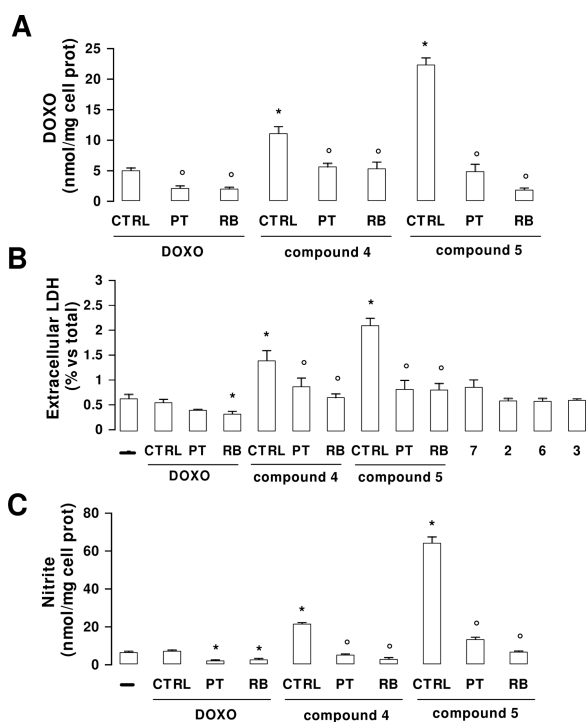 A
DOXO
(nmol/mg cell prot)
25
20
15
10
5
0
*
*
° ° ° ° ° °
CTRL PT RB CTRL PT RB CTRL PT RB
DOXO compound 4 compound 5
B
Extracellular LDH
(% vs total)
3
2.5
2
1.5
1
0.5
0
*
*
*
° ° ° °
– CTRL PT RB CTRL PT RB CTRL PT RB 7 2 6 3
DOXO compound 4 compound 5
C
Nitrite
(nmol/mg cell prot)
80
60
40
20
0
*
*
* *
° ° ° °
– CTRL PT RB CTRL PT RB CTRL PT RB
DOXO compound 4 compound 5